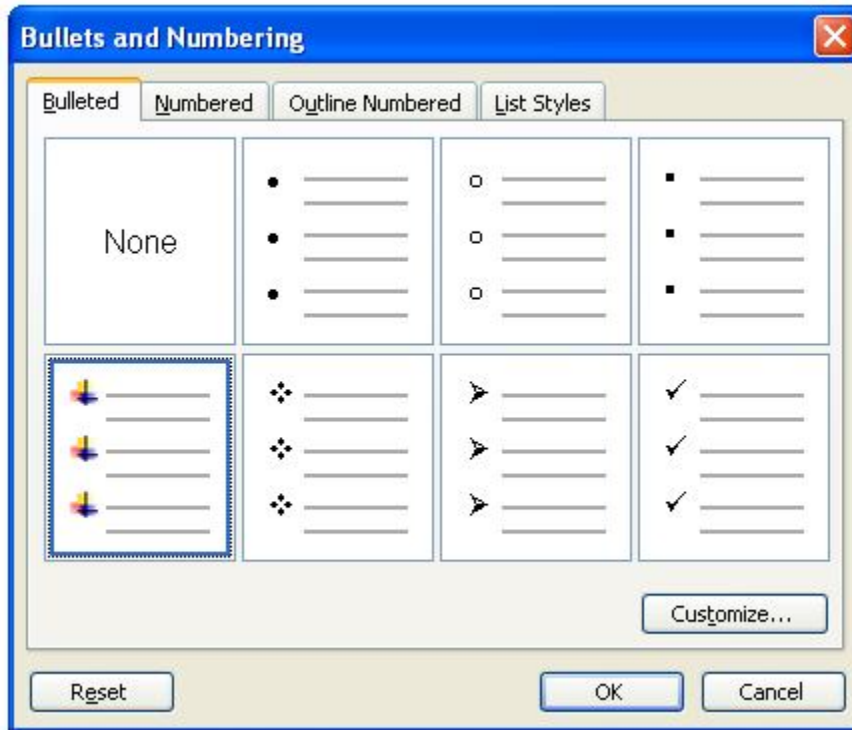 Bullets and Numbering
Bulleted Numbered Outline Numbered List Styles
None
Customize...
Reset OK Cancel